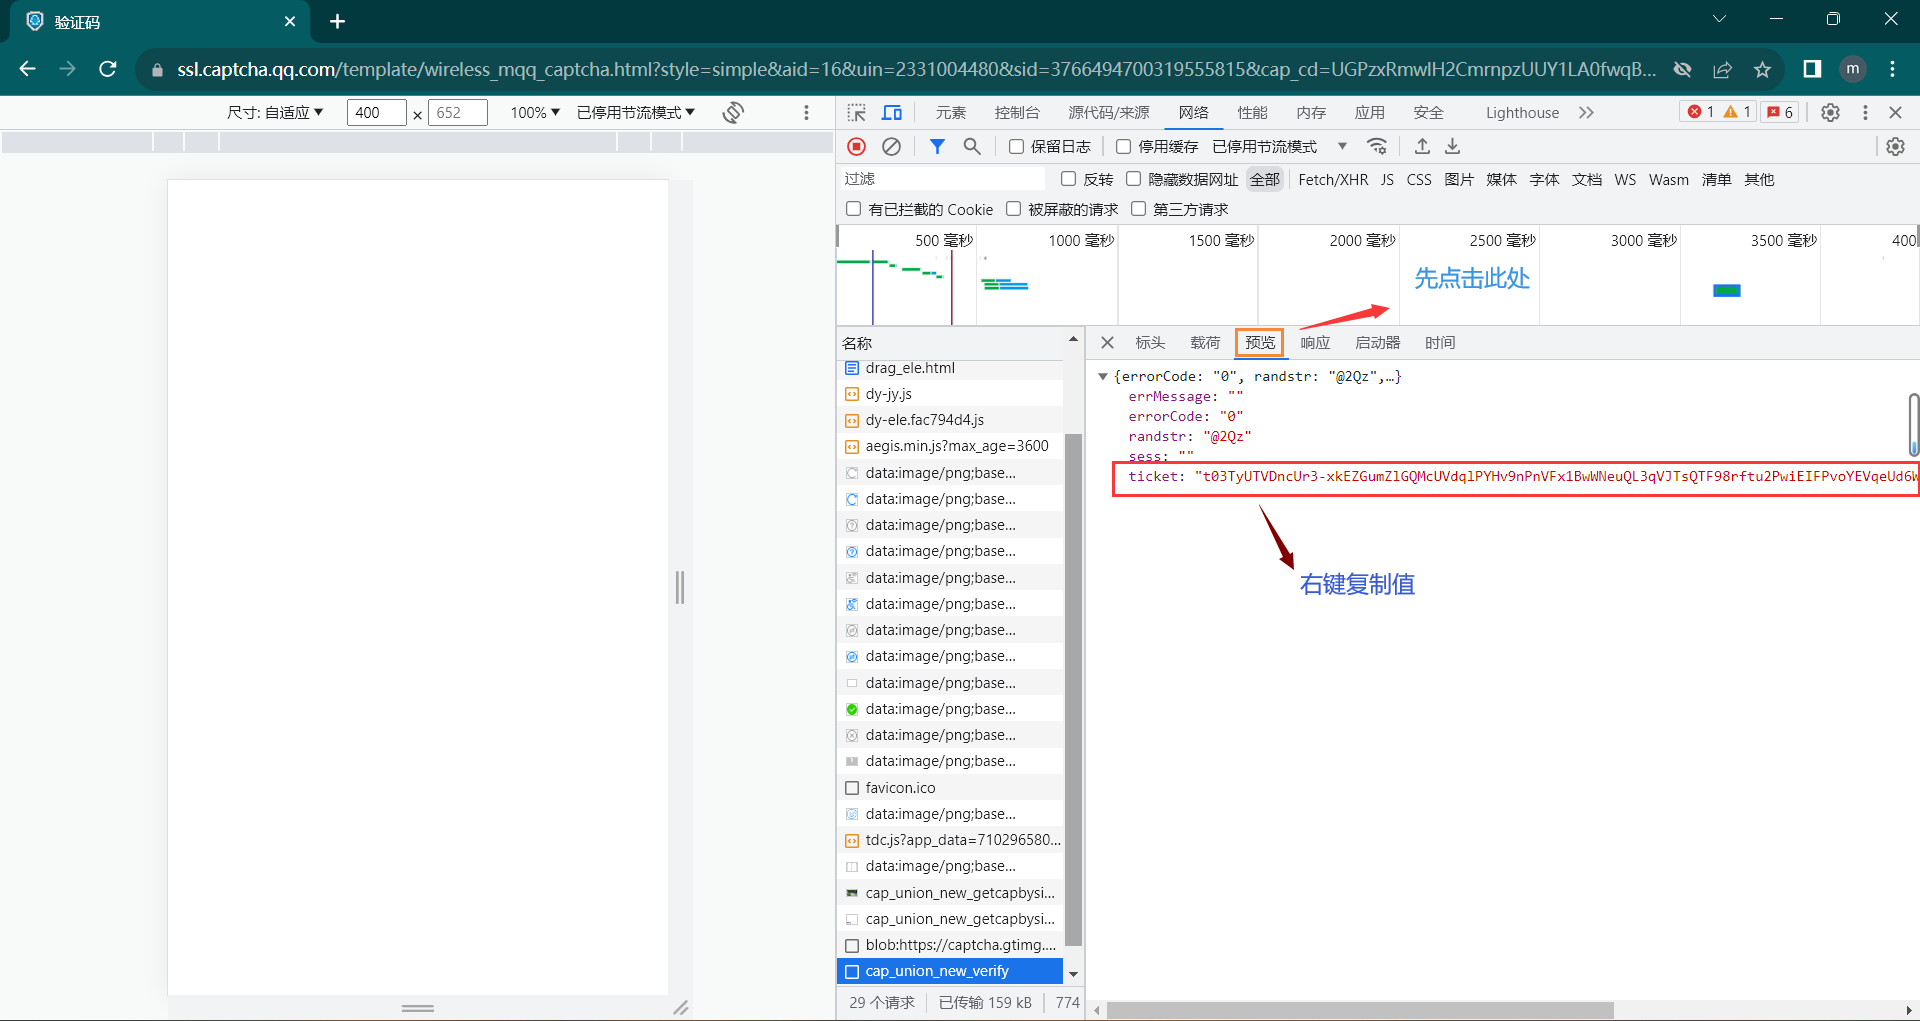 验证码
ssl.captcha.qq.com/template/wireless_mqq_captcha.html?style=simple&aid=16&uin=2331004480&sid=3766494700319555815&cap_cd=UGPzxRmwlH2CmrnpzUUY1LA0fwqB...
m
尺寸: 自适应 ▼ 400 × 652 100% ▼ 已停用节流模式 ▼
元素 控制台 源代码/来源 网络 性能 内存 应用 安全 Lighthouse 1 1 6
保留日志 停用缓存 已停用节流模式 ▼
过滤 反转 隐藏数据网址 全部 Fetch/XHR JS CSS 图片 媒体 字体 文档 WS Wasm 清单 其他
有已拦截的 Cookie 被屏蔽的请求 第三方请求
500 毫秒 1000 毫秒 1500 毫秒 2000 毫秒 2500 毫秒 3000 毫秒 3500 毫秒 400
先点击此处
名称
drag_ele.html
dy-jy.js
dy-ele.fac794d4.js
aegis.min.js?max_age=3600
data:image/png;base...
data:image/png;base...
data:image/png;base...
data:image/png;base...
data:image/png;base...
data:image/png;base...
data:image/png;base...
data:image/png;base...
data:image/png;base...
data:image/png;base...
data:image/png;base...
data:image/png;base...
favicon.ico
data:image/png;base...
tdc.js?app_data=710296580...
data:image/png;base...
cap_union_new_getcapbysi...
cap_union_new_getcapbysi...
blob:https://captcha.gtimg....
cap_union_new_verify
29 个请求 已传输 159 kB 774
标头 载荷 预览 响应 启动器 时间
▼ {errorCode: "0", randstr: "@2Qz",…}
errMessage: ""
errorCode: "0"
randstr: "@2Qz"
sess: ""
ticket: "t03TyUTVDncUr3-xkEZGumZlGQMcUVdqlPYHv9nPnVFx1BwWNeuQL3qVJTsQTF98rftu2PwiEIFPvoYEVqeUd6W
右键复制值